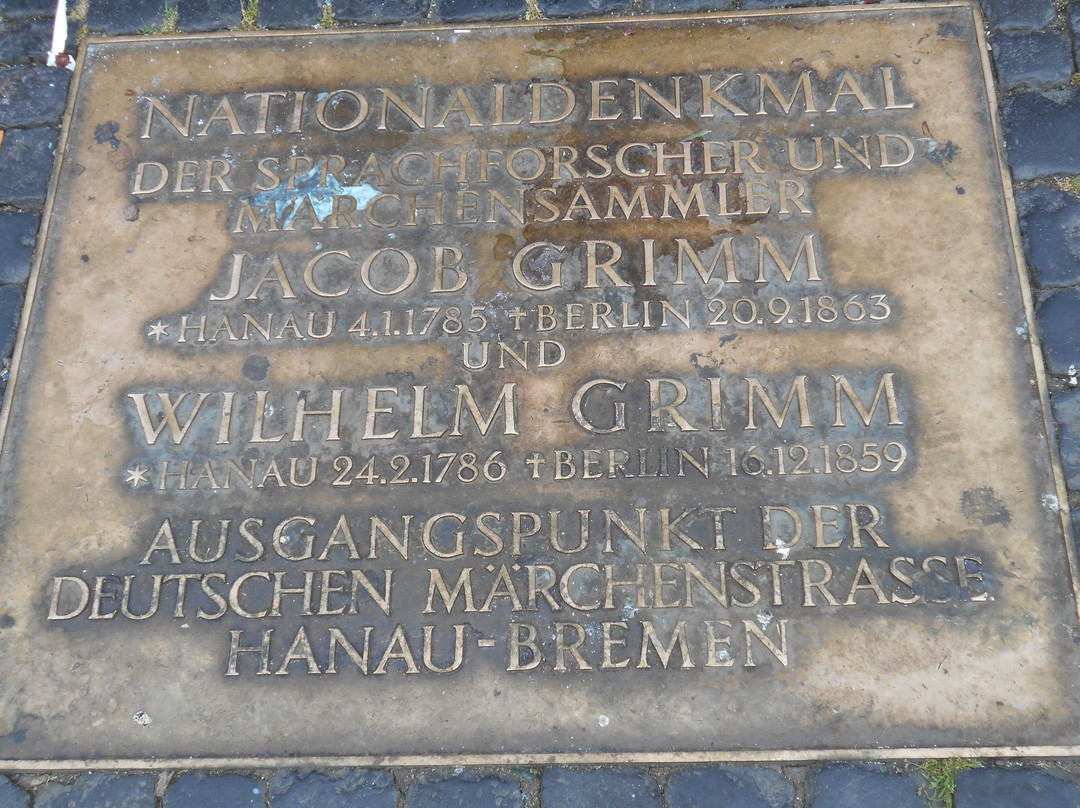 NATIONALDENKMAL
DER SPRACHFORSCHER UND
MÄRCHENSAMMLER
JACOB GRIMM
* HANAU 4.1.1785 † BERLIN 20.9.1863
UND
WILHELM GRIMM
* HANAU 24.2.1786 † BERLIN 16.12.1859
AUSGANGSPUNKT DER
DEUTSCHEN MÄRCHENSTRASSE
HANAU-BREMEN